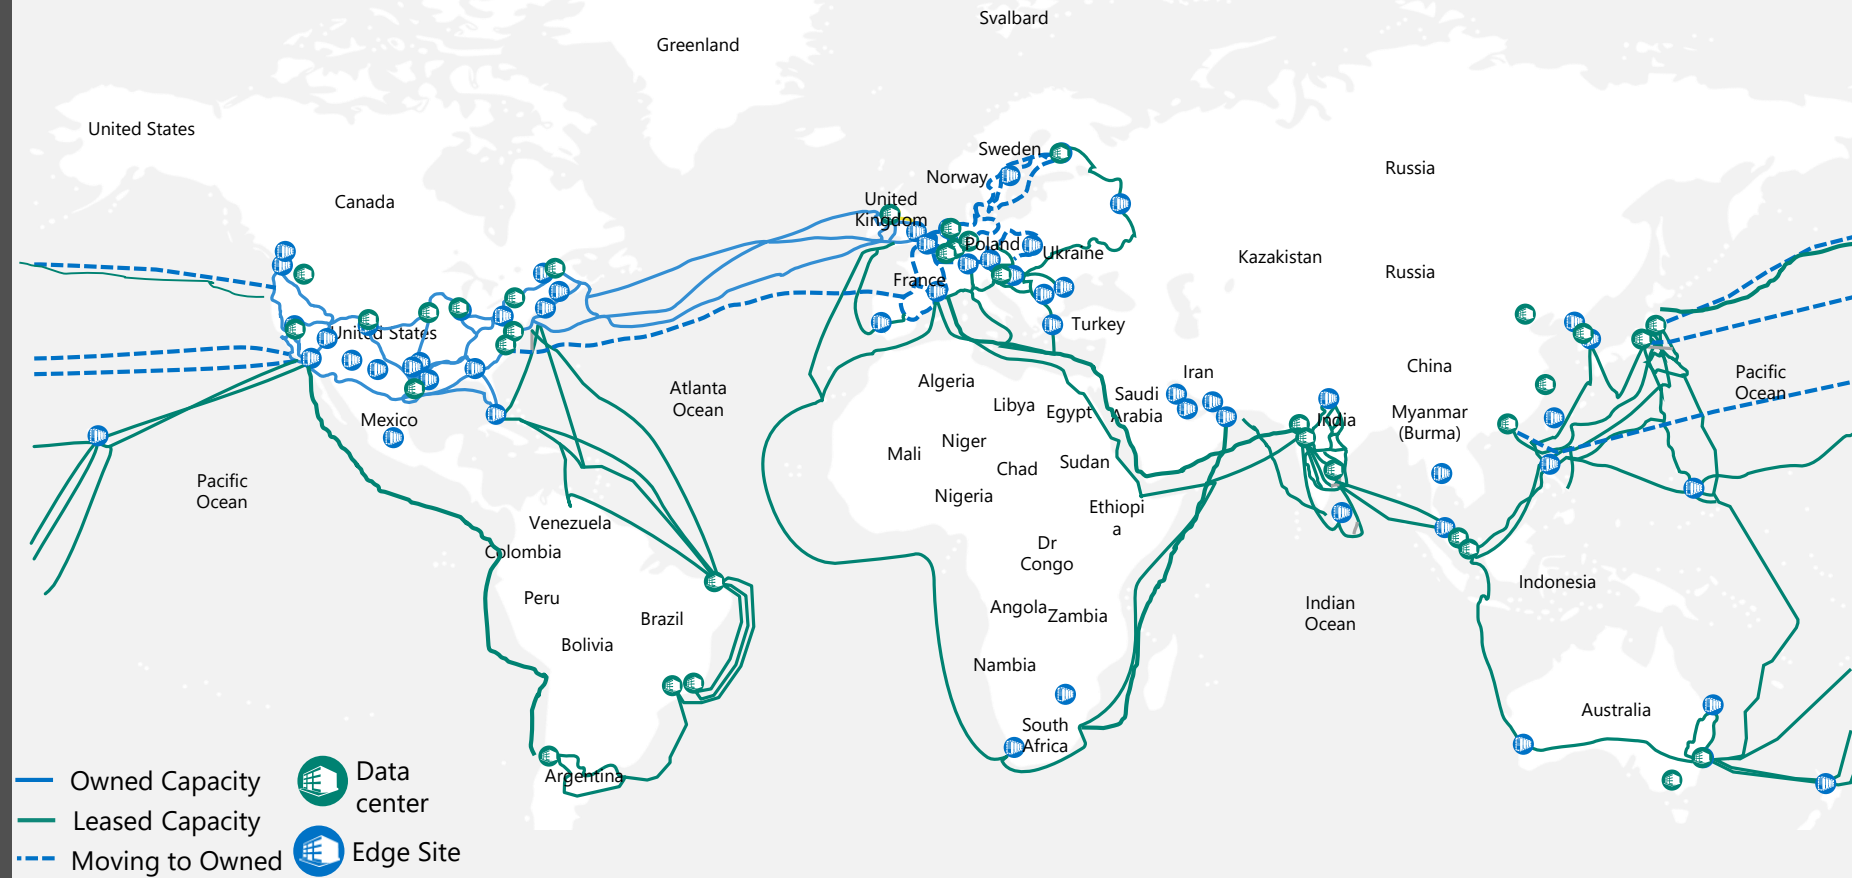 Svalbard
Greenland
United States
Sweden
Norway
Russia
Canada
United
Kingdom
Poland
Ukraine
Kazakistan
Russia
France
United States
Turkey
China
Pacific
Ocean
Iran
Algeria
Saudi
Arabia
Atlanta
Ocean
Libya
Egypt
Mexico
India
Myanmar
(Burma)
Niger
Mali
Chad
Sudan
Pacific
Ocean
Nigeria
Ethiopi
a
Venezuela
Colombia
Dr
Congo
Indonesia
Peru
Brazil
Angola
Zambia
Indian
Ocean
Bolivia
Nambia
Australia
South
Africa
Argentina
Owned Capacity
Leased Capacity
Moving to Owned
Data
center
Edge Site